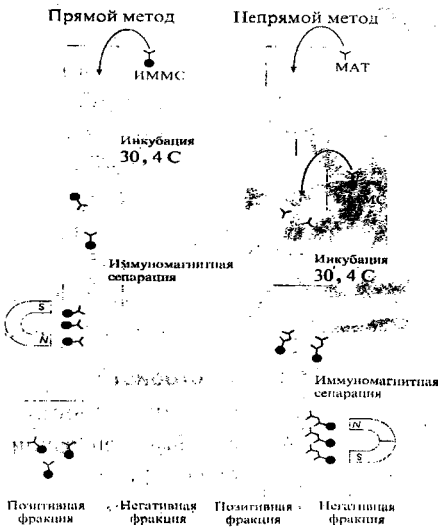 Прямой метод
Непрямой метод
ИММС
МАТ
Инкубация
30, 4 С
МС
Иммуномагнитная
сепарация
Инкубация
30, 4 С
S
N
Иммуномагнитная
сепарация
N
S
Позитивная
фракция
Негативная
фракция
Позитивная
фракция
Негативная
фракция